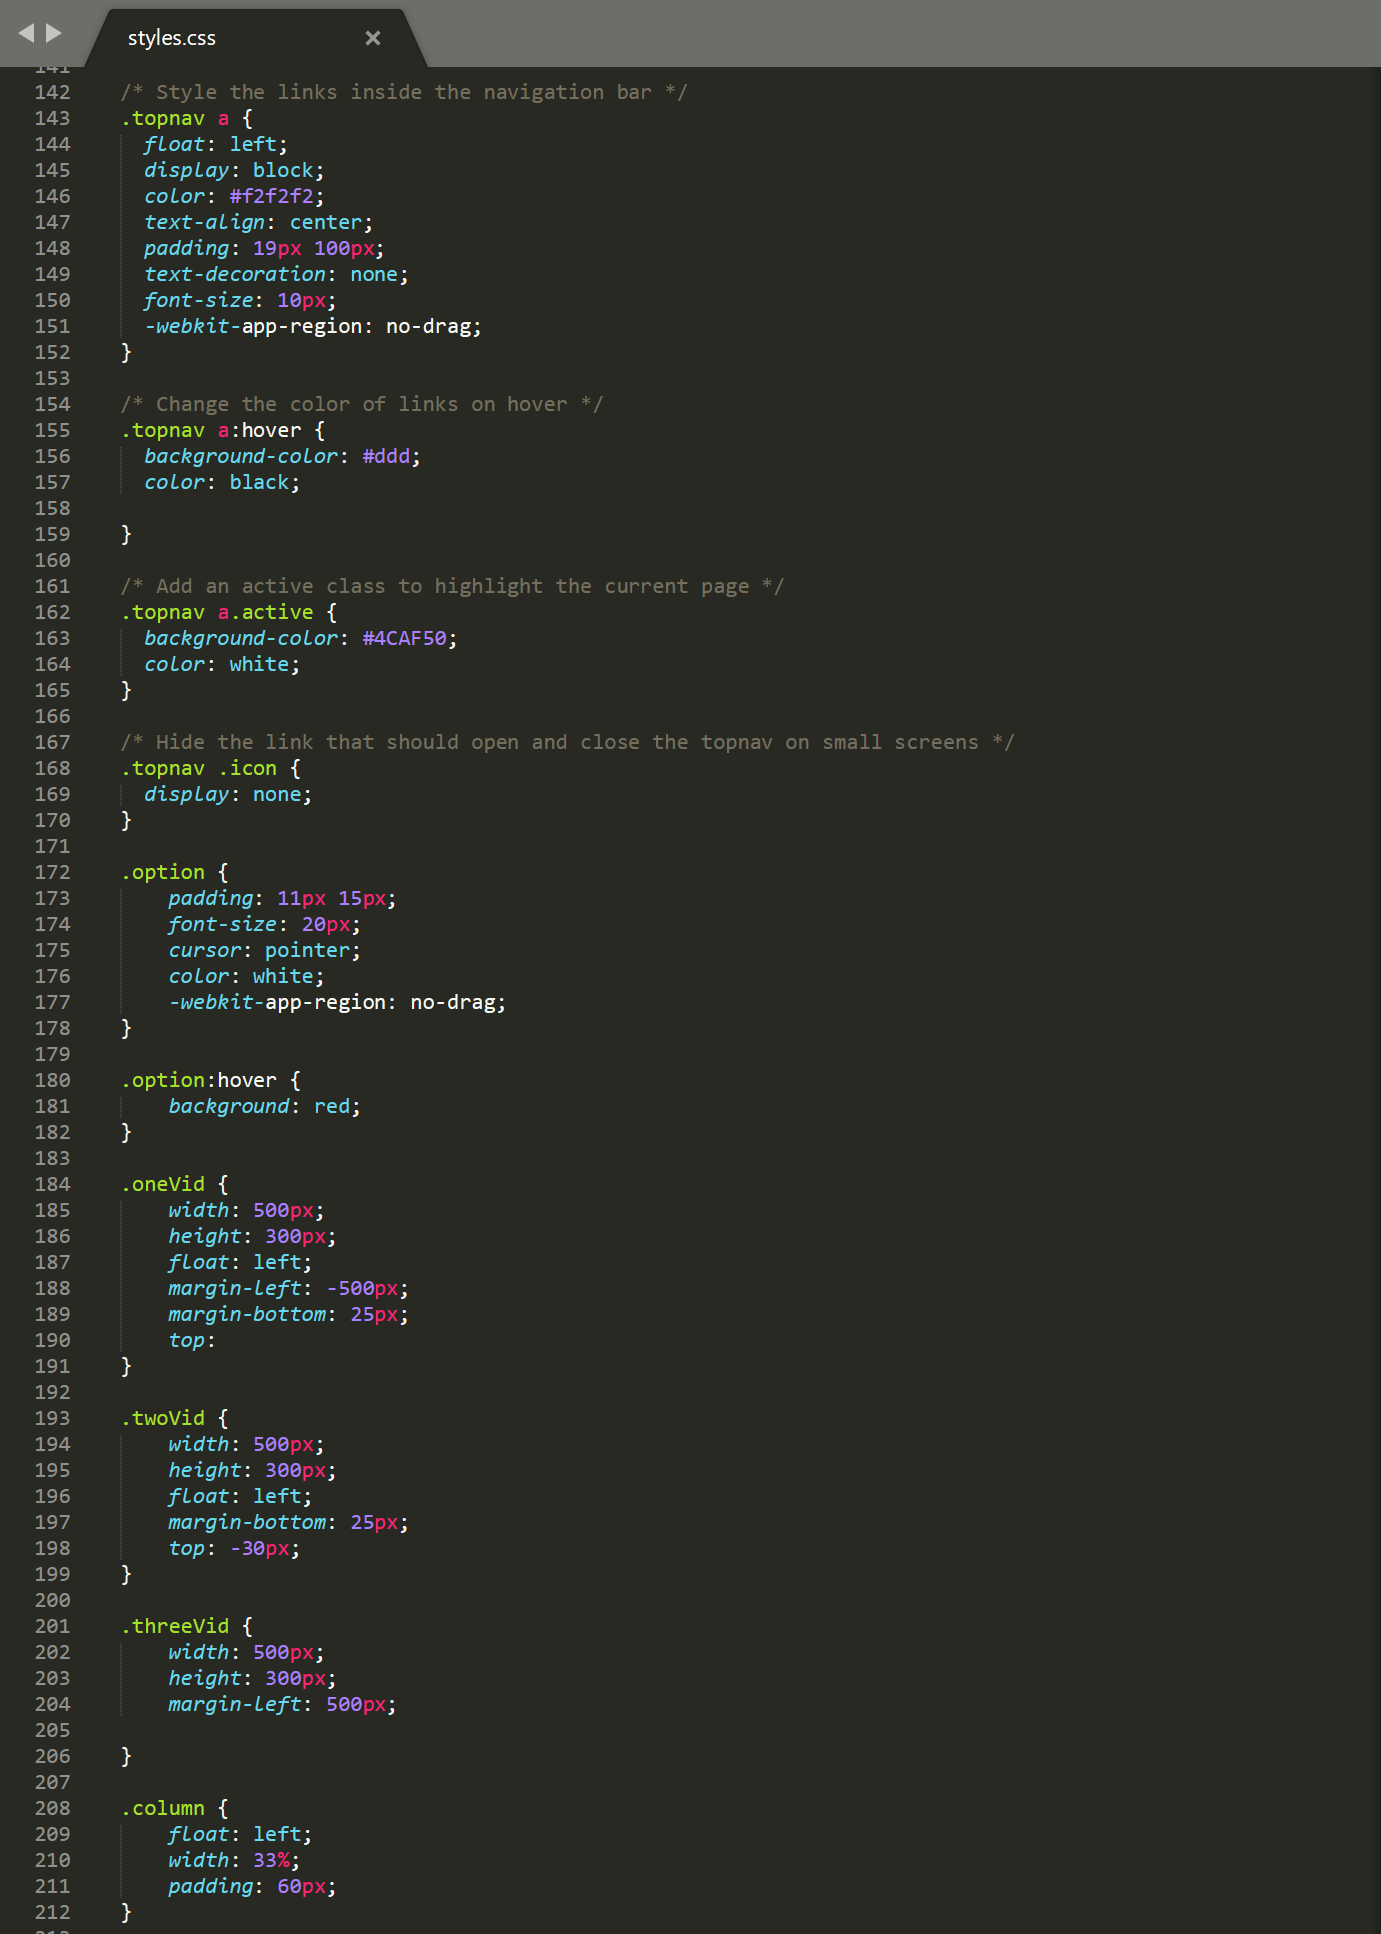 styles.css
141
142 /* Style the links inside the navigation bar */
143 .topnav a {
144 float: left;
145 display: block;
146 color: #f2f2f2;
147 text-align: center;
148 padding: 19px 100px;
149 text-decoration: none;
150 font-size: 10px;
151 -webkit-app-region: no-drag;
152 }
153
154 /* Change the color of links on hover */
155 .topnav a:hover {
156 background-color: #ddd;
157 color: black;
158
159 }
160
161 /* Add an active class to highlight the current page */
162 .topnav a.active {
163 background-color: #4CAF50;
164 color: white;
165 }
166
167 /* Hide the link that should open and close the topnav on small screens */
168 .topnav .icon {
169 display: none;
170 }
171
172 .option {
173 padding: 11px 15px;
174 font-size: 20px;
175 cursor: pointer;
176 color: white;
177 -webkit-app-region: no-drag;
178 }
179
180 .option:hover {
181 background: red;
182 }
183
184 .oneVid {
185 width: 500px;
186 height: 300px;
187 float: left;
188 margin-left: -500px;
189 margin-bottom: 25px;
190 top:
191 }
192
193 .twoVid {
194 width: 500px;
195 height: 300px;
196 float: left;
197 margin-bottom: 25px;
198 top: -30px;
199 }
200
201 .threeVid {
202 width: 500px;
203 height: 300px;
204 margin-left: 500px;
205
206 }
207
208 .column {
209 float: left;
210 width: 33%;
211 padding: 60px;
212 }
213